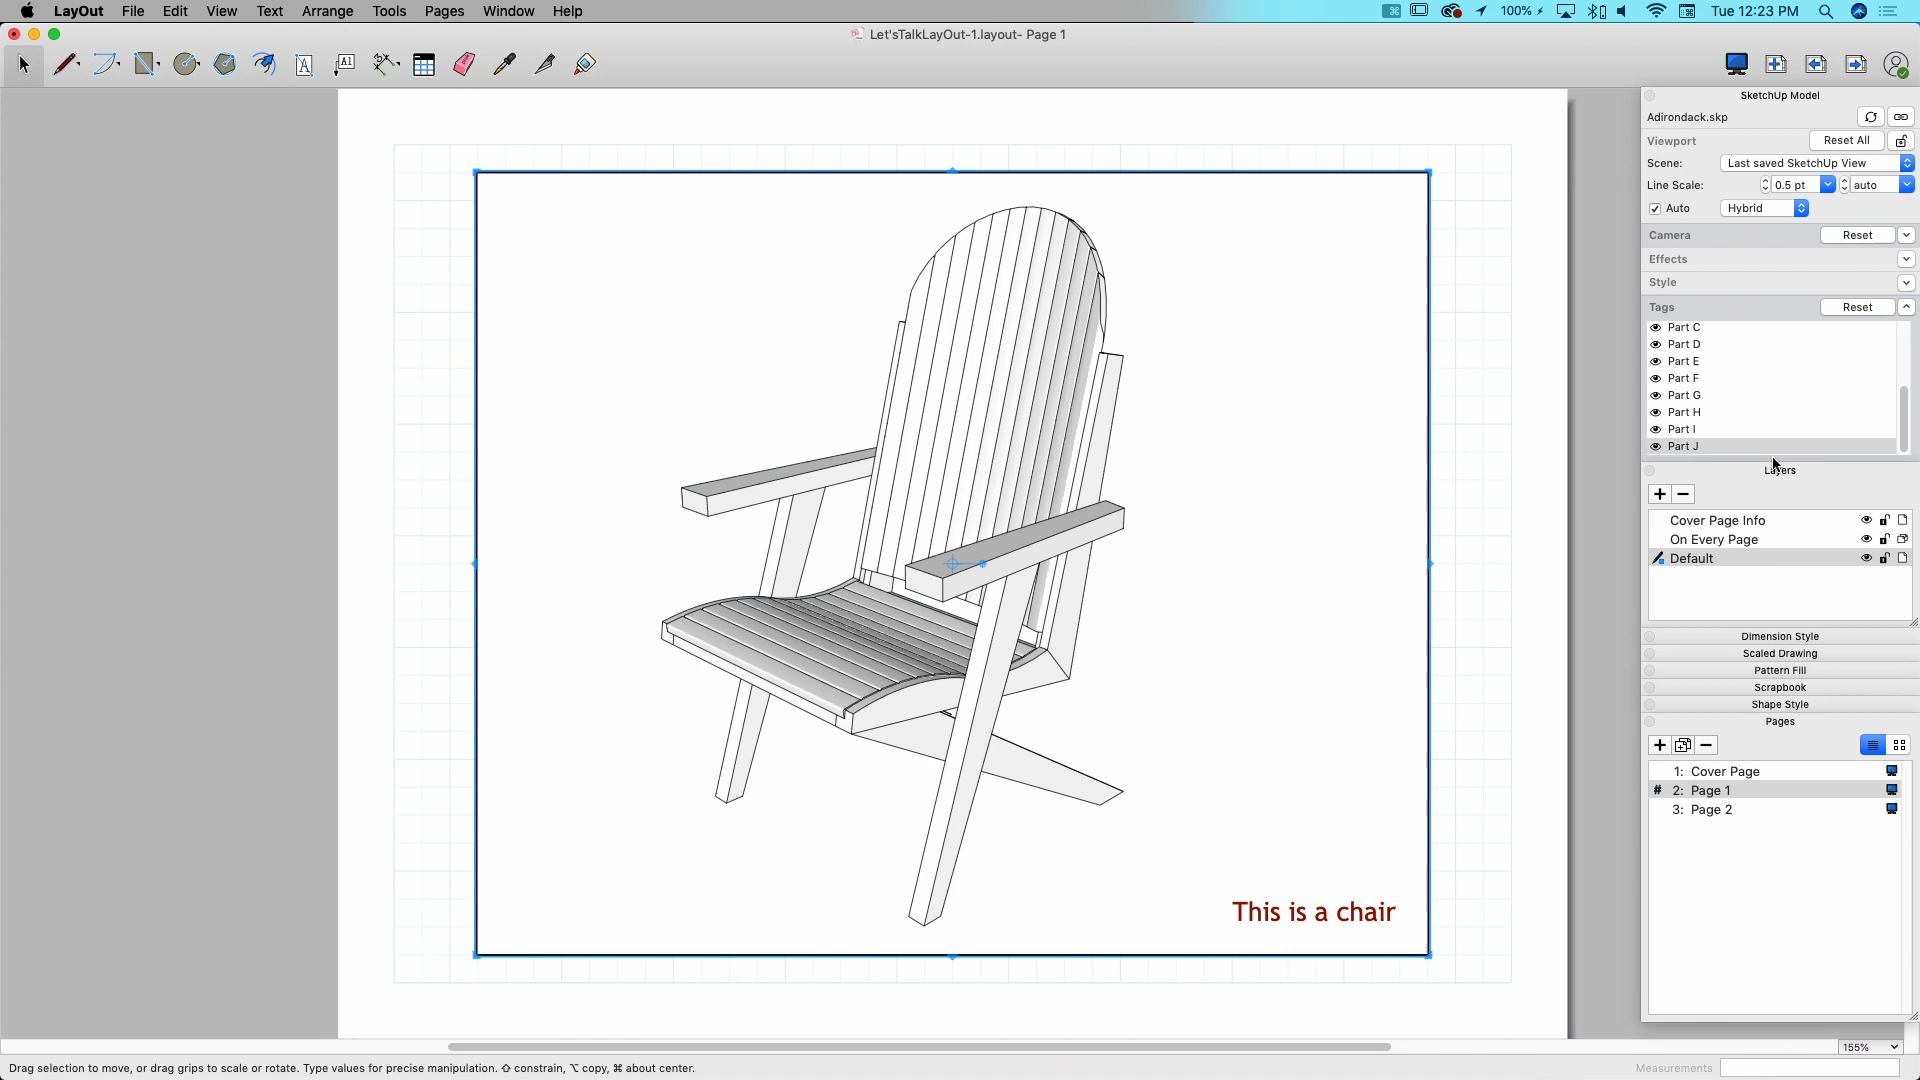 LayOut File Edit View Text Arrange Tools Pages Window Help 100% Tue 12:23 PM
Let'sTalkLayOut-1.layout- Page 1
A1
SketchUp Model
Adirondack.skp
Viewport Reset All
Scene: Last saved SketchUp View
Line Scale: 0.5 pt auto
Auto Hybrid
Camera Reset
Effects
Style
Tags Reset
Part C
Part D
Part E
Part F
Part G
Part H
Part I
Part J
Layers
Cover Page Info
On Every Page
Default
Dimension Style
Scaled Drawing
Pattern Fill
Scrapbook
Shape Style
Pages
1: Cover Page
# 2: Page 1
3: Page 2
This is a chair
155%
Drag selection to move, or drag grips to scale or rotate. Type values for precise manipulation. ⇧ constrain, ⌥ copy, ⌘ about center.
Measurements